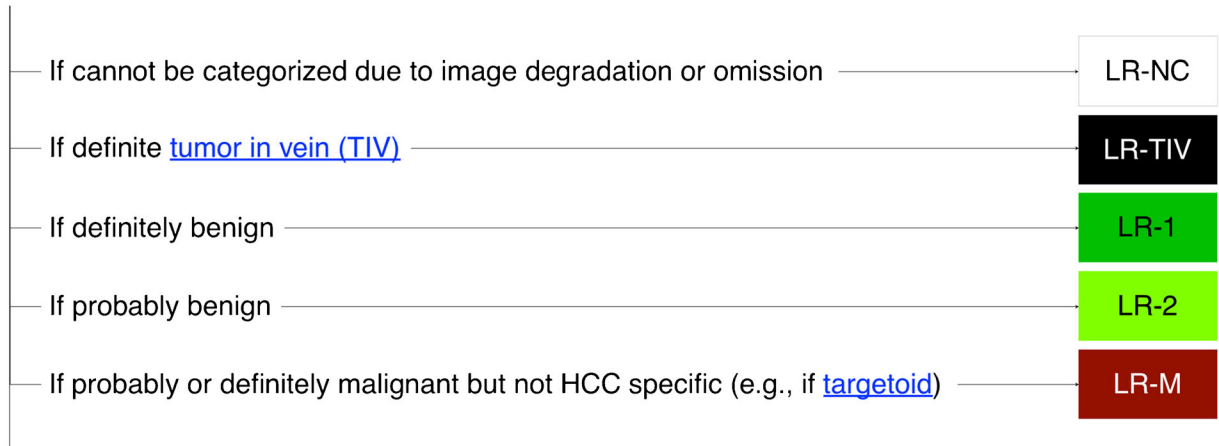 If cannot be categorized due to image degradation or omission LR-NC
If definite tumor in vein (TIV) LR-TIV
If definitely benign LR-1
If probably benign LR-2
If probably or definitely malignant but not HCC specific (e.g., if targetoid) LR-M